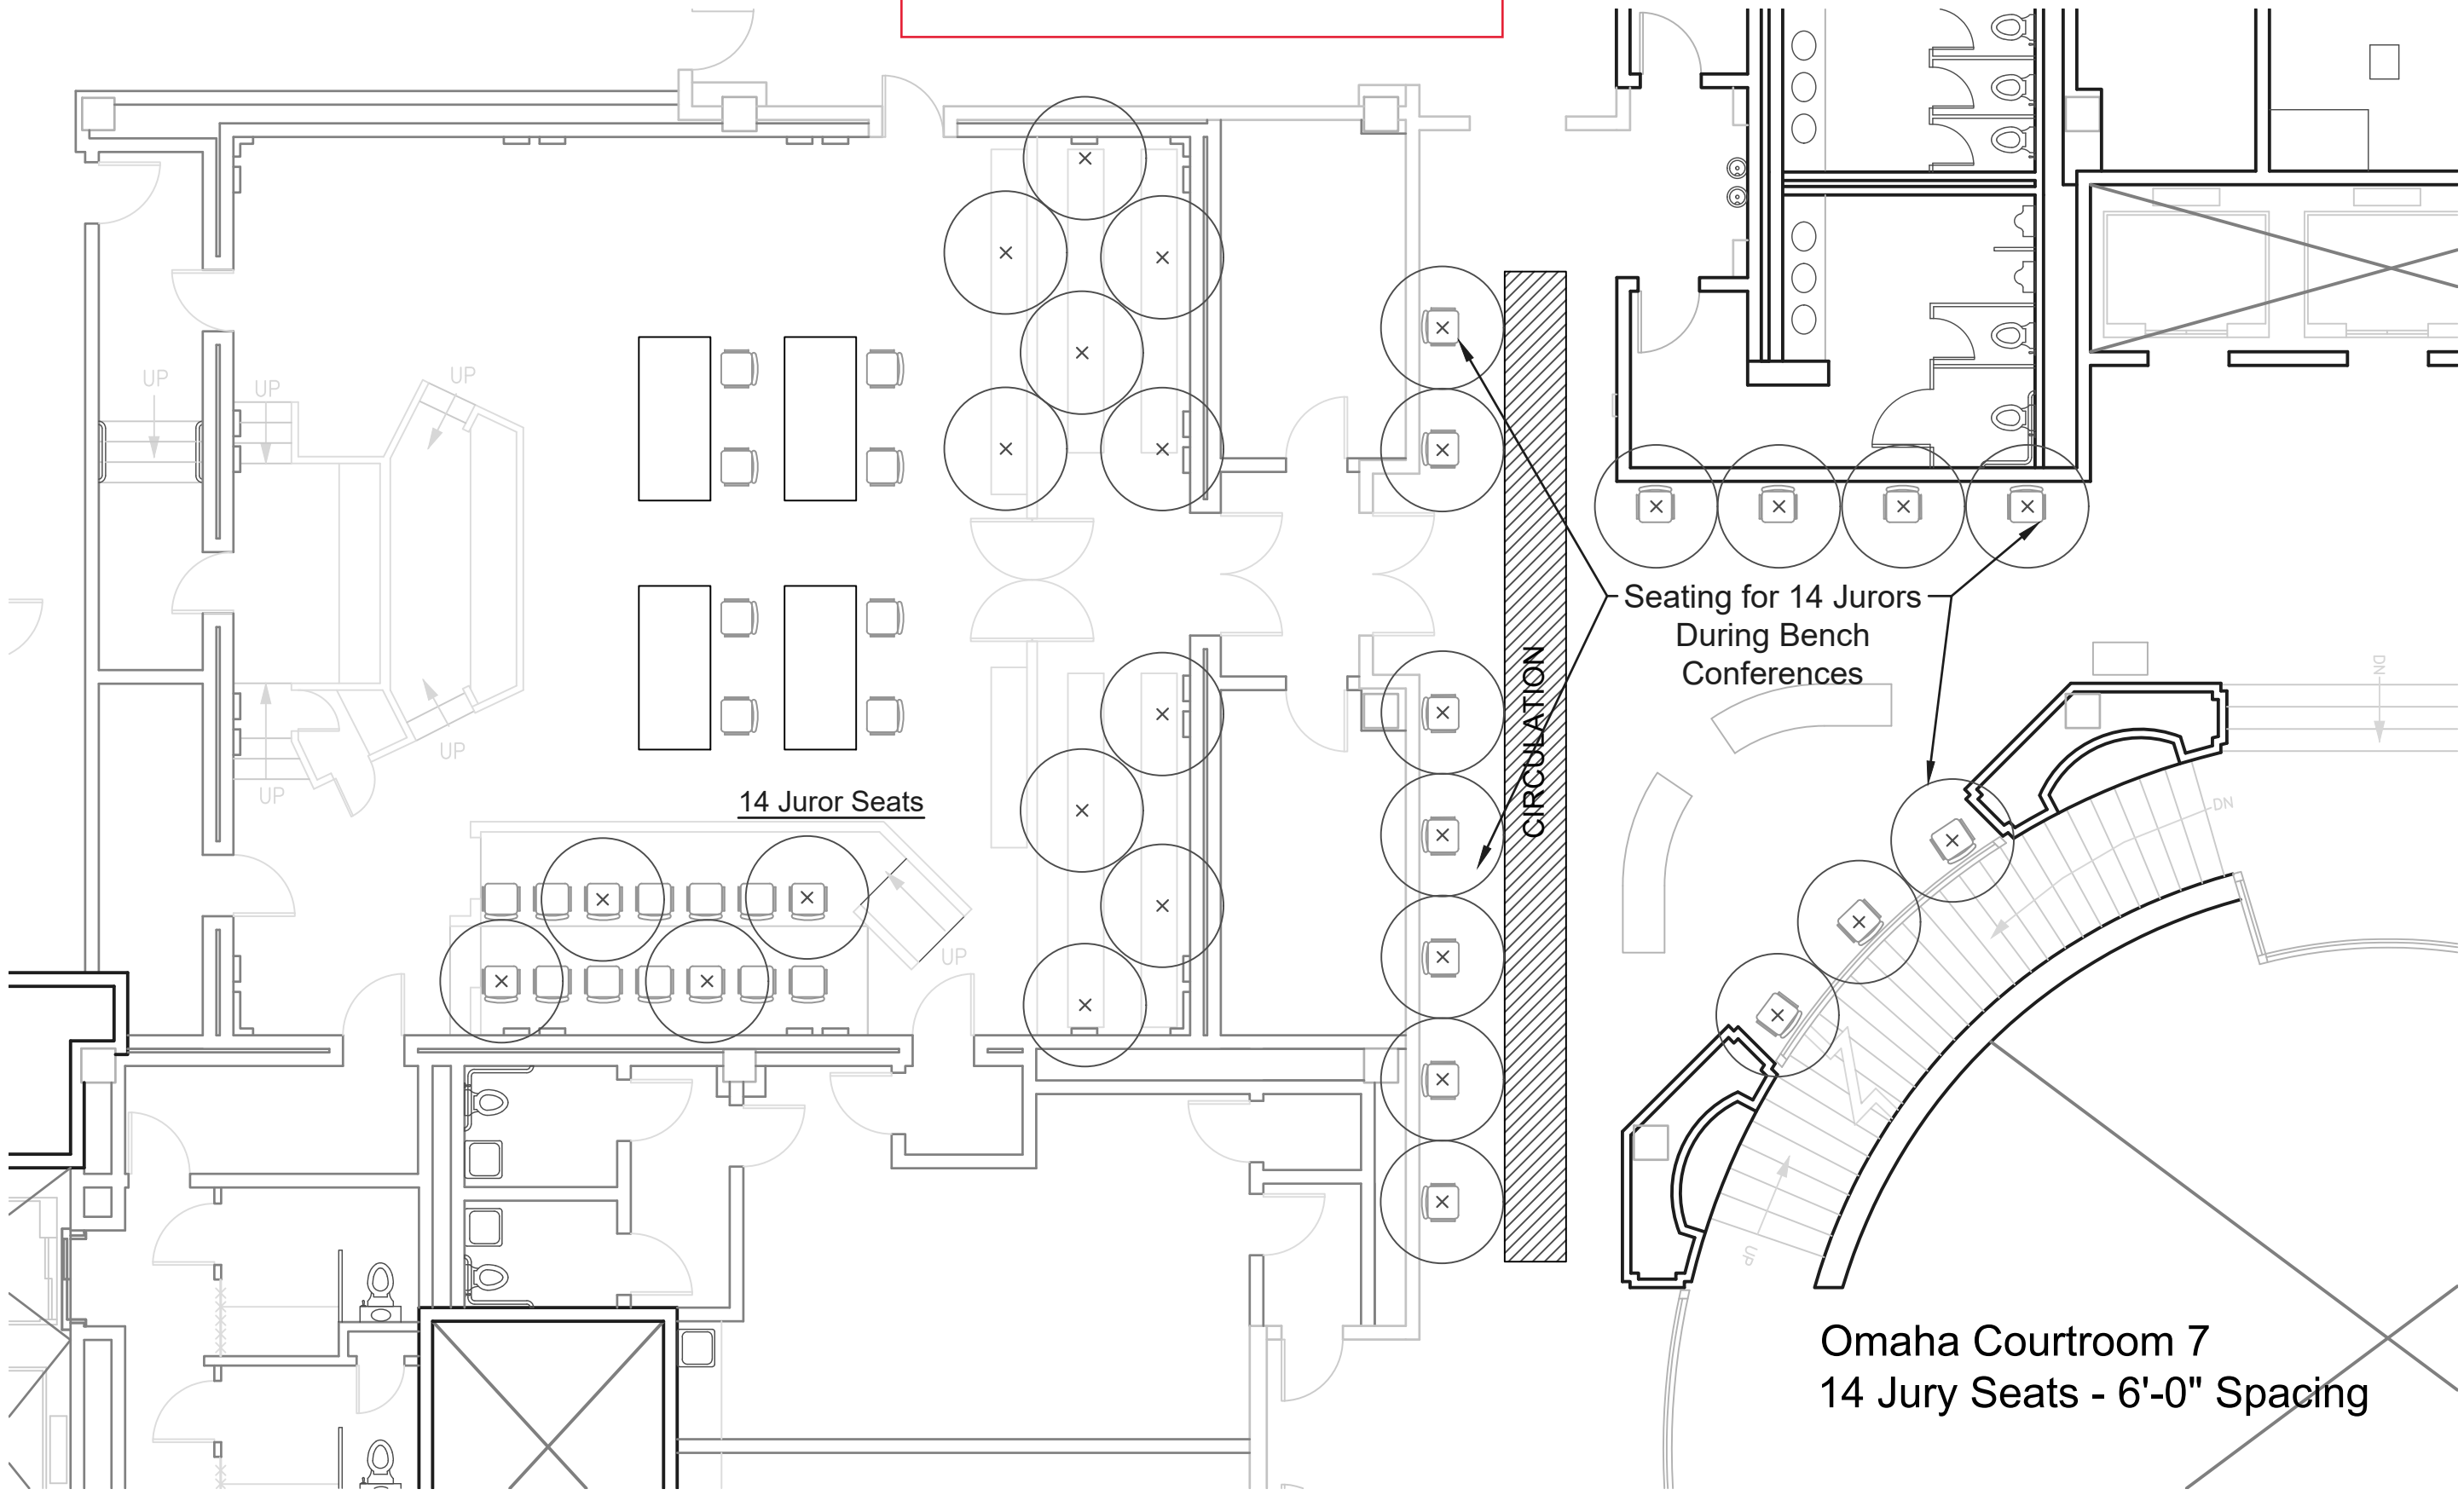 UP
UP
UP
UP
UP
14 Juror Seats
UP
CIRCULATION
Seating for 14 Jurors
During Bench
Conferences
DN
DN
UP
Omaha Courtroom 7
14 Jury Seats - 6'-0" Spacing